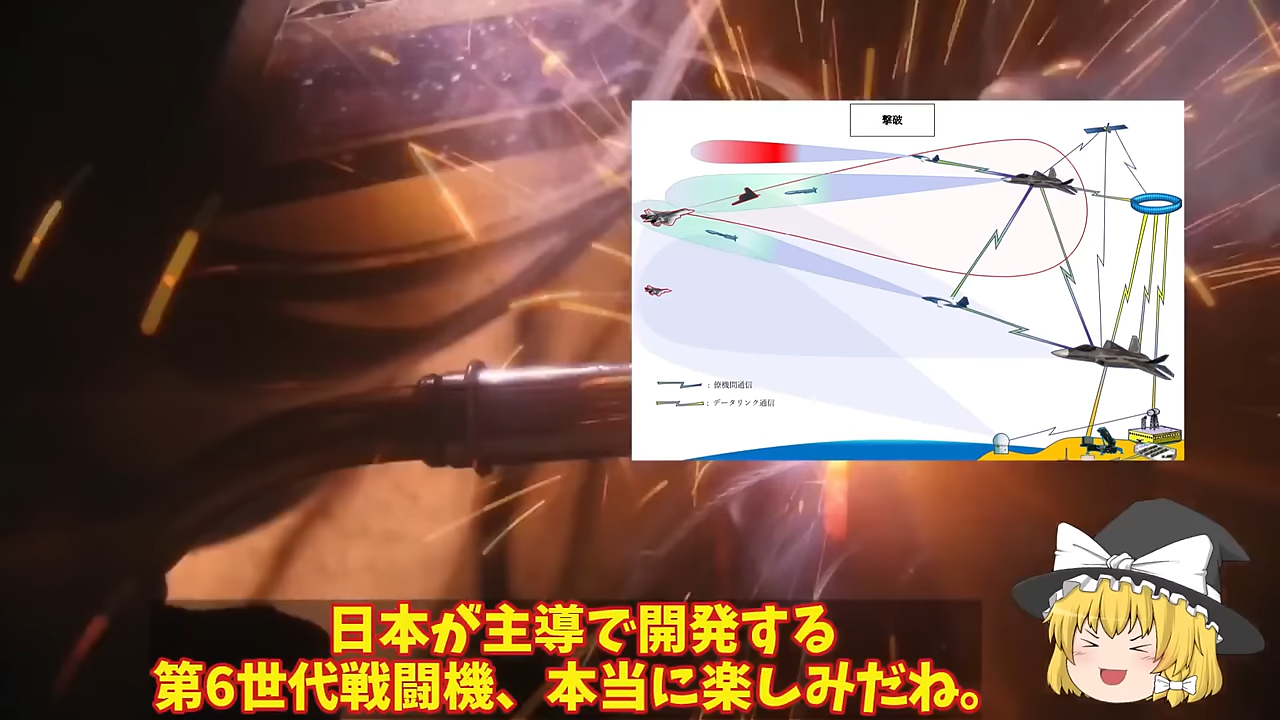 撃破
: 僚機間通信
: データリンク通信
日本が主導で開発する
第6世代戦闘機、本当に楽しみだね。